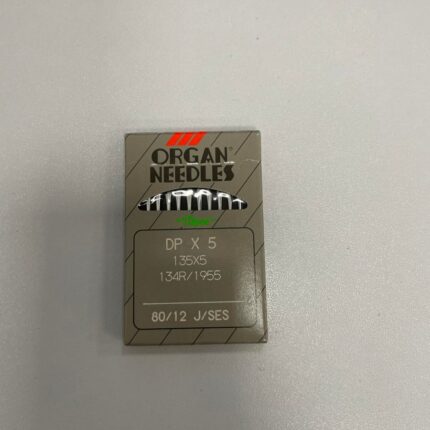 ORGAN
NEEDLES
DP X 5
135X5
134R/1955
80/12 J/SES